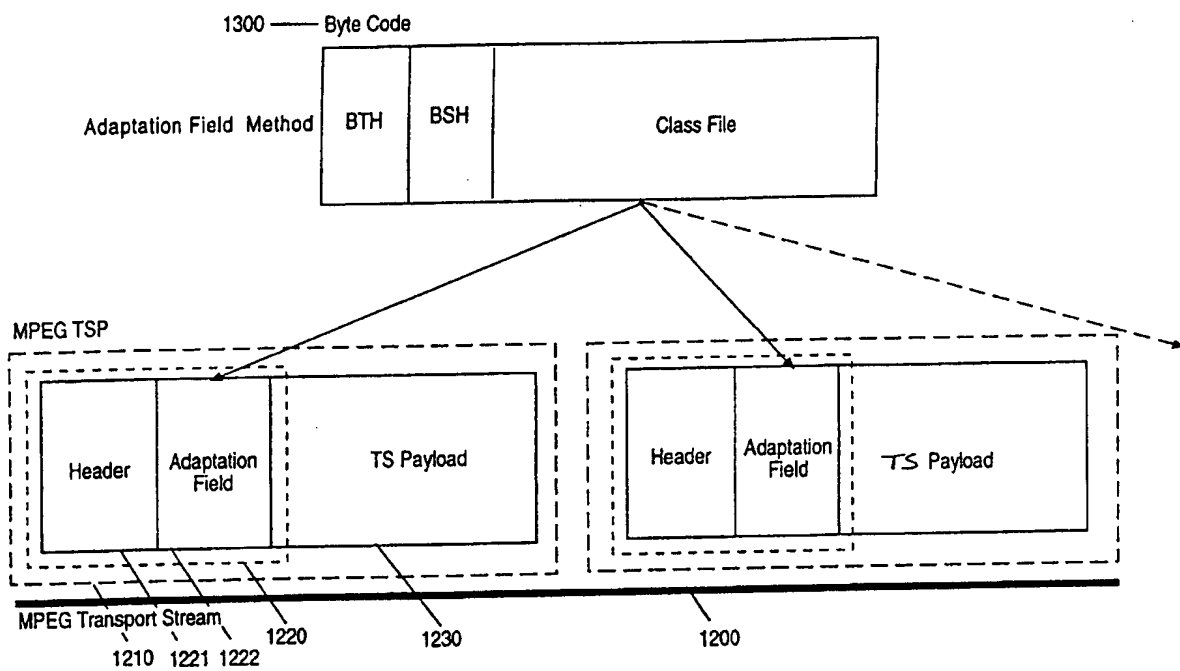 1300 Byte Code
Adaptation Field Method
BTH
BSH
Class File
MPEG TSP
Header
Adaptation
Field
TS Payload
Header
Adaptation
Field
TS Payload
MPEG Transport Stream
1210
1221
1222
1220
1230
1200